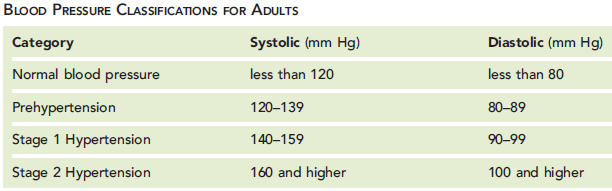 BLOOD PRESSURE CLASSIFICATIONS FOR ADULTS
Category Systolic (mm Hg) Diastolic (mm Hg)
Normal blood pressure less than 120 less than 80
Prehypertension 120–139 80–89
Stage 1 Hypertension 140–159 90–99
Stage 2 Hypertension 160 and higher 100 and higher